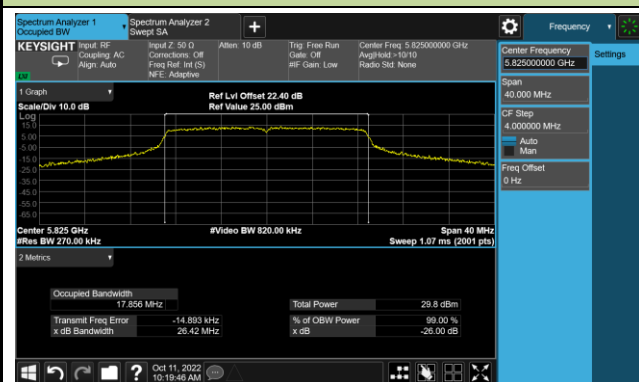 Spectrum Analyzer 1
Occupied BW
Spectrum Analyzer 2
Swept SA
Frequency
KEYSIGHT
Input: RF
Coupling: AC
Align: Auto
Input Z: 50 Ω
Corrections: Off
Freq Ref: Int (S)
NFE: Adaptive
Atten: 10 dB
Trig: Free Run
Gate: Off
#IF Gain: Low
Center Freq: 5.825000000 GHz
Avg|Hold:>10/10
Radio Std: None
Center Frequency
5.825000000 GHz
Settings
Span
40.000 MHz
CF Step
4.000000 MHz
Auto
Man
Freq Offset
0 Hz
1 Graph
Scale/Div 10.0 dB
Ref Lvl Offset 22.40 dB
Ref Value 25.00 dBm
Log
15.0
5.00
-5.00
-15.0
-25.0
-35.0
-45.0
-55.0
-65.0
Center 5.825 GHz
#Res BW 270.00 kHz
#Video BW 820.00 kHz
Span 40 MHz
Sweep 1.07 ms (2001 pts)
2 Metrics
Occupied Bandwidth
17.856 MHz
Total Power 29.8 dBm
Transmit Freq Error -14.893 kHz
% of OBW Power 99.00 %
x dB Bandwidth 26.42 MHz
x dB -26.00 dB
Oct 11, 2022
10:19:46 AM